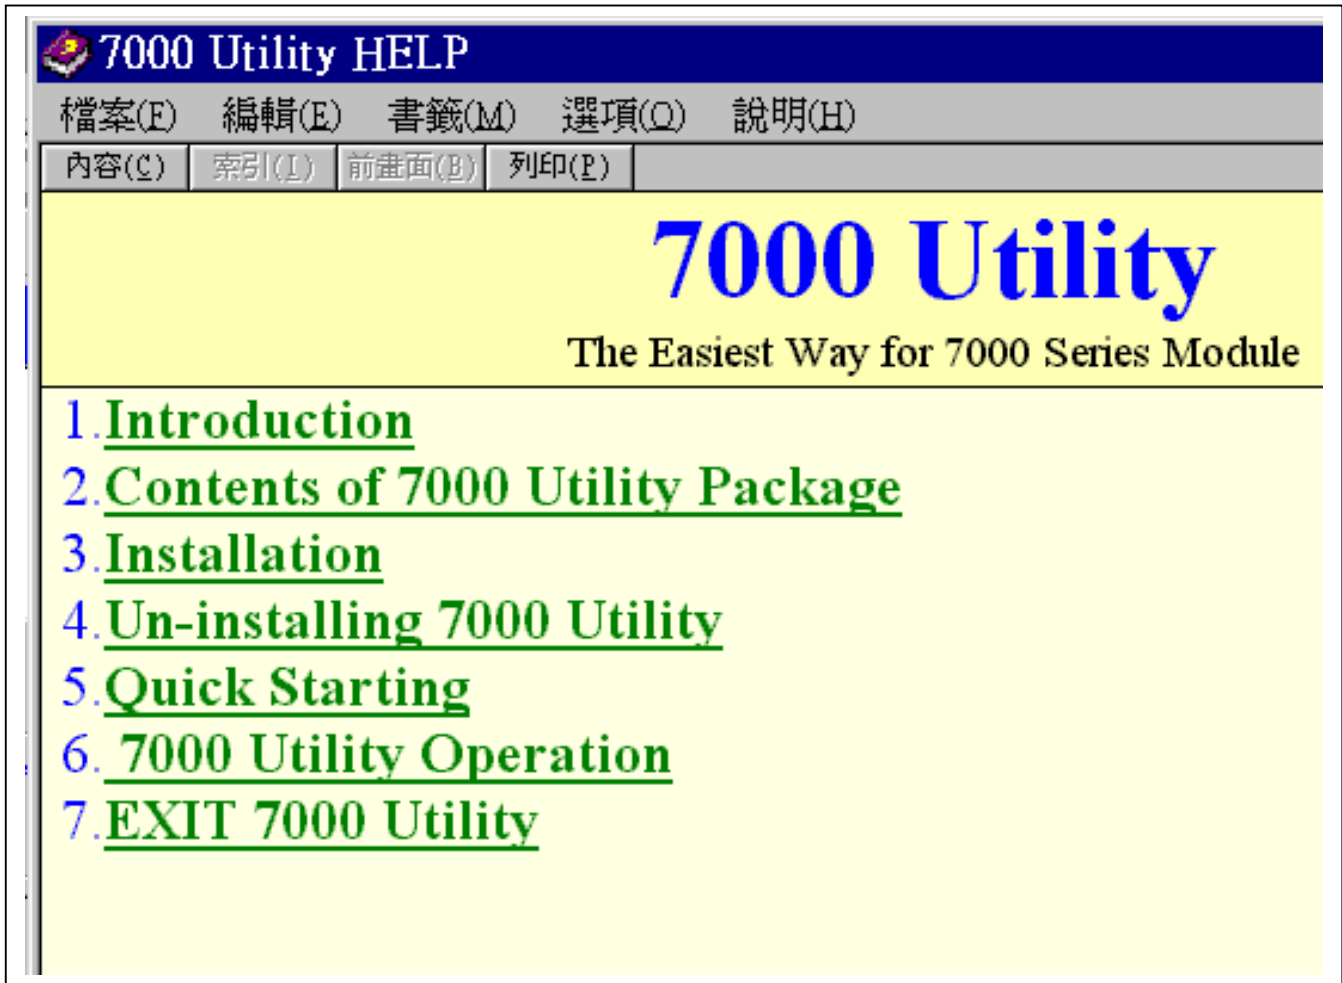 7000 Utility HELP
檔案(F) 編輯(E) 書籤(M) 選項(O) 說明(H)
內容(C) 索引(I) 前畫面(B) 列印(P)
7000 Utility
The Easiest Way for 7000 Series Module
1.Introduction
2.Contents of 7000 Utility Package
3.Installation
4.Un-installing 7000 Utility
5.Quick Starting
6. 7000 Utility Operation
7.EXIT 7000 Utility